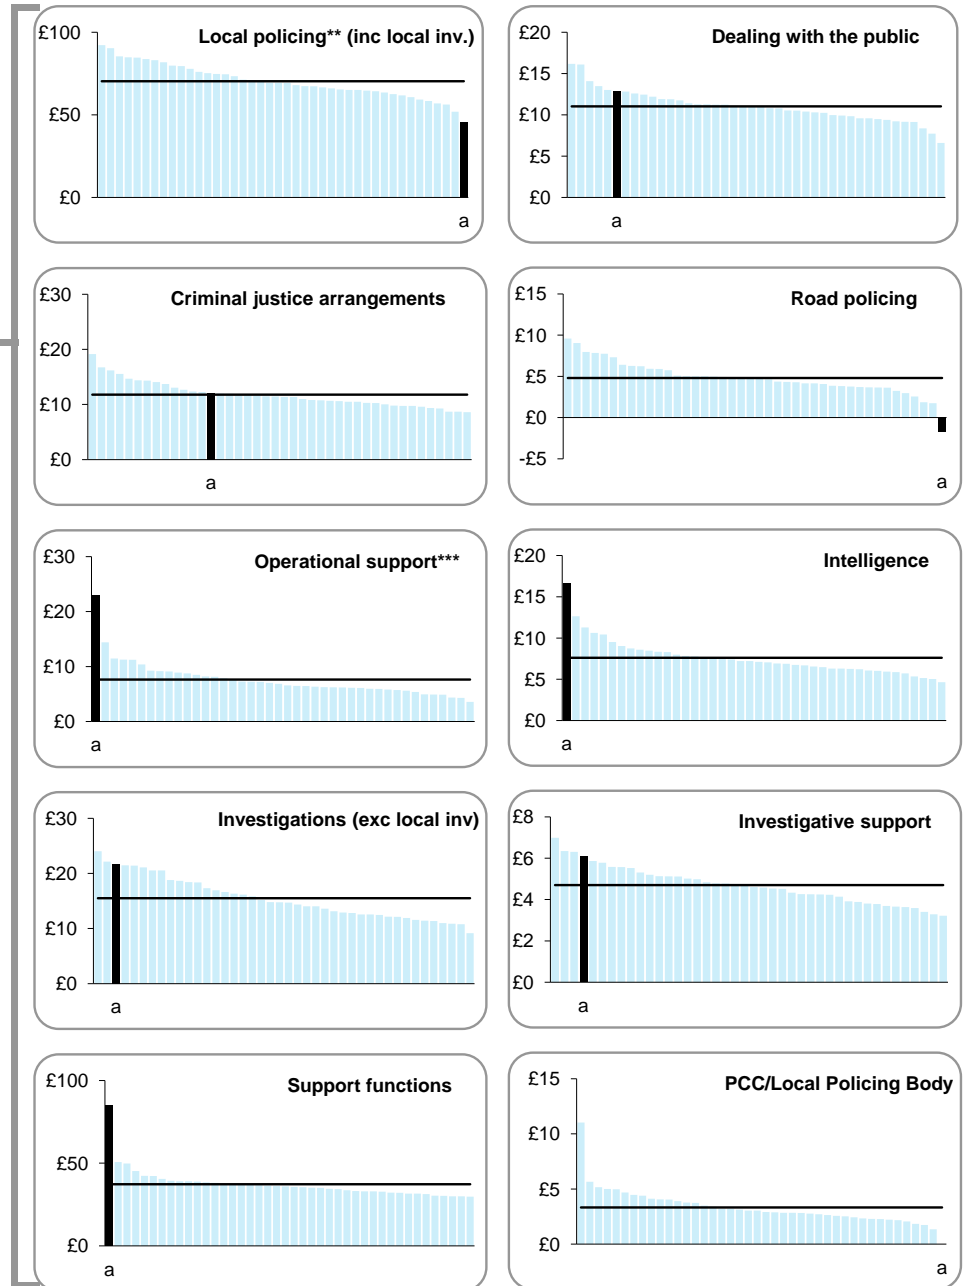 Local policing** (inc local inv.)
£100
£50
£0
a
Dealing with the public
£20
£15
£10
£5
£0
a
Criminal justice arrangements
£30
£20
£10
£0
a
Road policing
£15
£10
£5
£0
-£5
a
Operational support***
£30
£20
£10
£0
a
Intelligence
£20
£15
£10
£5
£0
a
Investigations (exc local inv)
£30
£20
£10
£0
a
Investigative support
£8
£6
£4
£2
£0
a
Support functions
£100
£50
£0
a
PCC/Local Policing Body
£15
£10
£5
£0
a